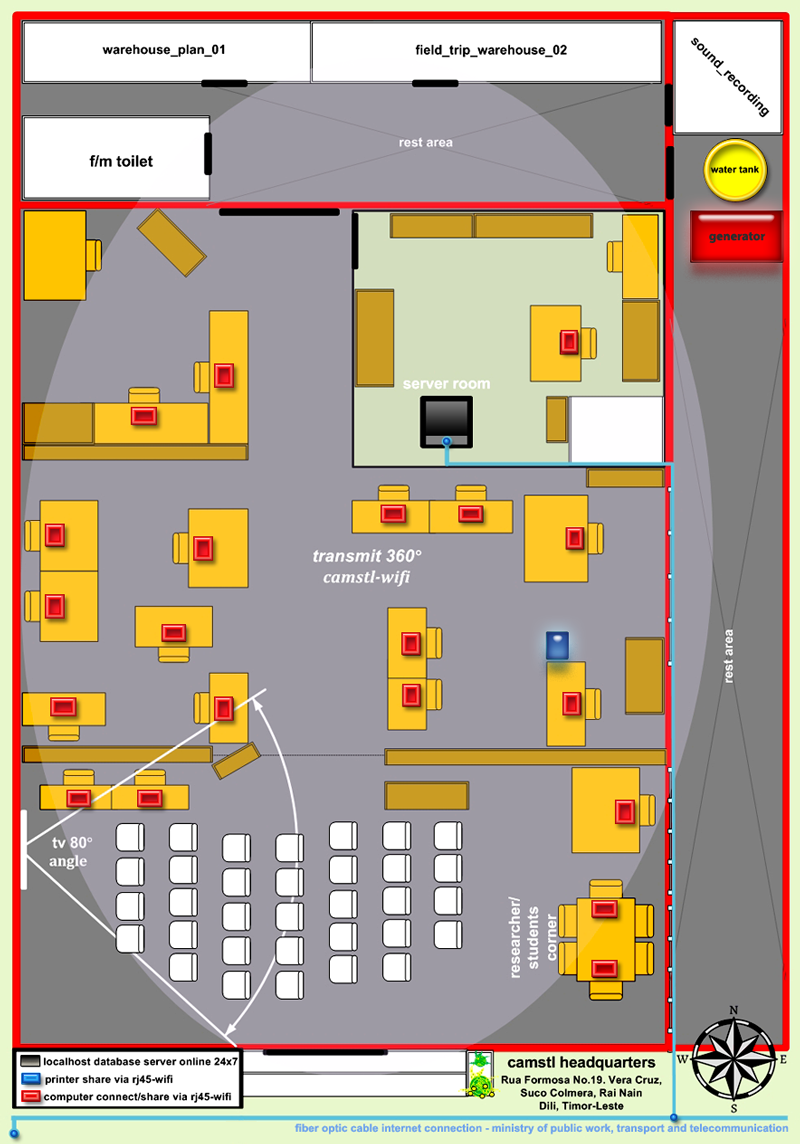 warehouse_plan_01
field_trip_warehouse_02
sound_recording
rest area
f/m toilet
water tank
generator
server room
transmit 360°
camstl-wifi
rest area
tv 80°
angle
researcher/
students
corner
N
W
E
S
localhost database server online 24x7
printer share via rj45-wifi
computer connect/share via rj45-wifi
camstl headquarters
Rua Formosa No.19. Vera Cruz,
Suco Colmera, Rai Nain
Dili, Timor-Leste
fiber optic cable internet connection - ministry of public work, transport and telecommunication